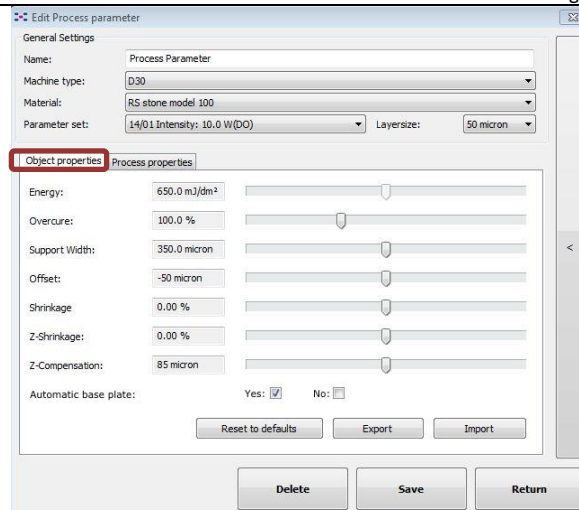 Edit Process parameter
General Settings
Name: Process Parameter
Machine type: D30
Material: RS stone model 100
Parameter set: 14/01 Intensity: 10.0 W(DO) Layersize: 50 micron
Object properties Process properties
Energy: 650.0 mJ/dm²
Overcure: 100.0 %
Support Width: 350.0 micron
Offset: -50 micron
Shrinkage 0.00 %
Z-Shrinkage: 0.00 %
Z-Compensation: 85 micron
Automatic base plate: Yes: No:
Reset to defaults Export Import
<
Delete Save Return